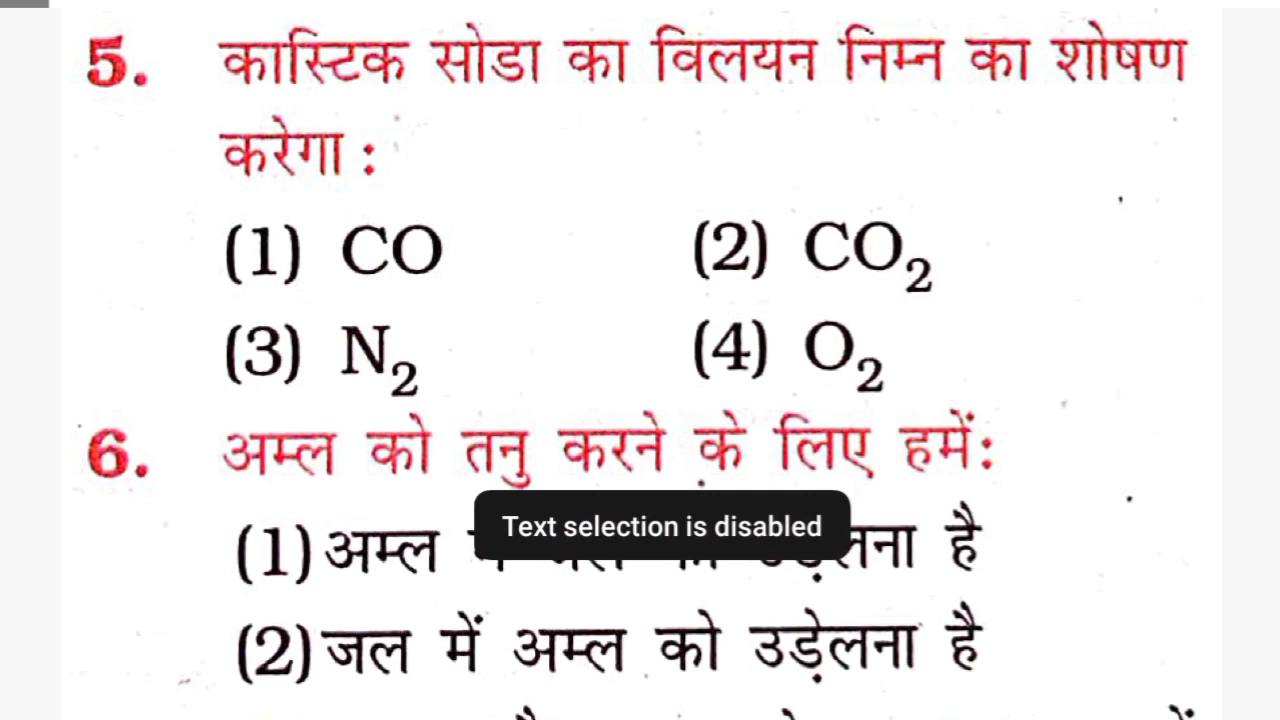 5. कास्टिक सोडा का विलयन निम्न का शोषण
करेगा :
(1) CO (2) CO₂
(3) N₂ (4) O₂
6. अम्ल को तनु करने के लिए हमें:
Text selection is disabled
(1) अम्ल है
(2) जल में अम्ल को उड़ेलना है